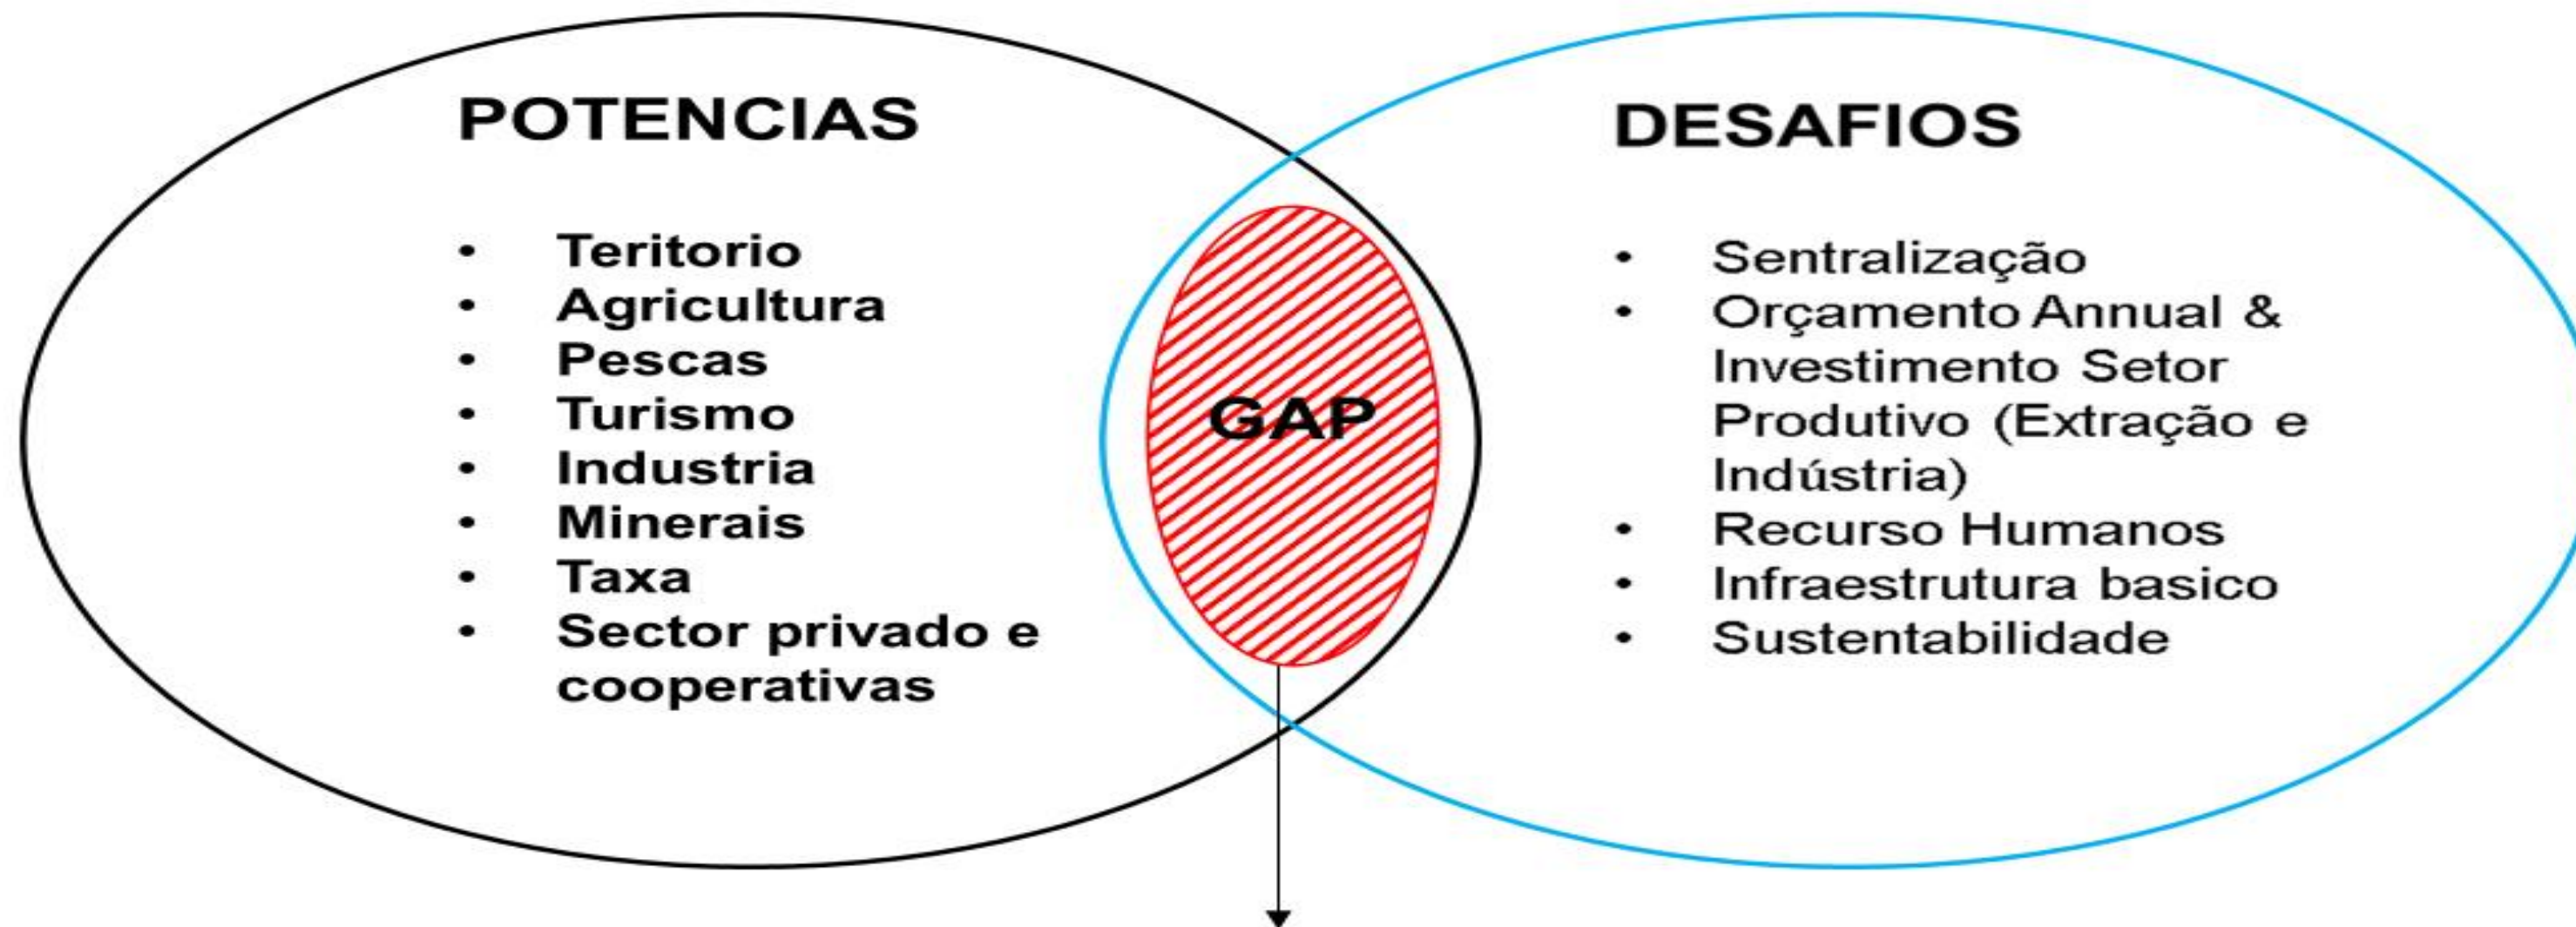 POTENCIAS
• Teritorio
• Agricultura
• Pescas
• Turismo
• Industria
• Minerais
• Taxa
• Sector privado e
cooperativas
GAP
DESAFIOS
• Sentralização
• Orçamento Annual &
Investimento Setor
Produtivo (Extração e
Indústria)
• Recurso Humanos
• Infraestrutura basico
• Sustentabilidade